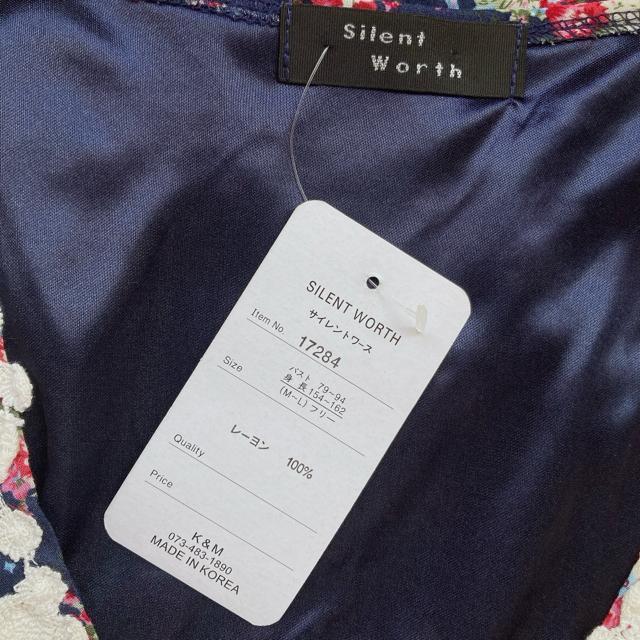 Silent
Worth
SILENT WORTH
サイレントワース
Item No. 17284
バスト 79~94
Size 身長 154~162
(M~L)フリー
Quality レーヨン 100%
Price
K&M
073-483-1890
MADE IN KOREA